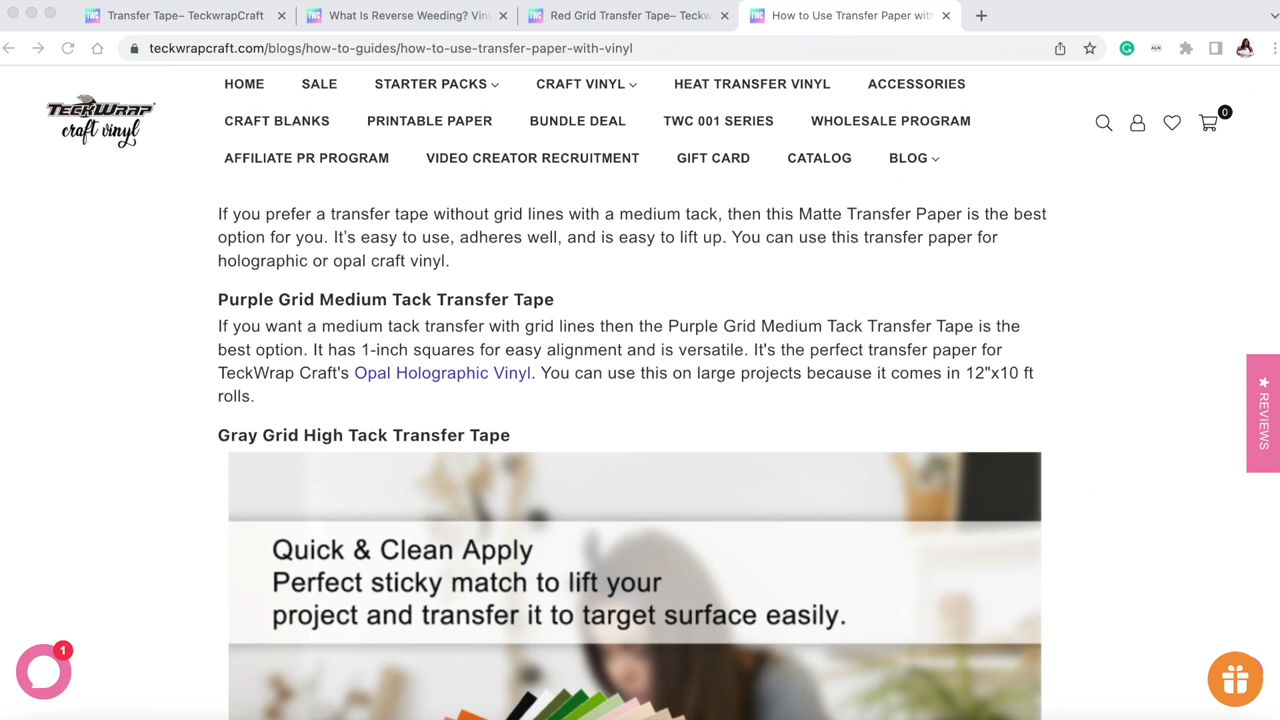 Transfer Tape– TeckwrapCraft
What Is Reverse Weeding? Viny
Red Grid Transfer Tape– Teckw
How to Use Transfer Paper with
teckwrapcraft.com/blogs/how-to-guides/how-to-use-transfer-paper-with-vinyl
TECKWRAP
craft vinyl
HOME SALE STARTER PACKS CRAFT VINYL HEAT TRANSFER VINYL ACCESSORIES
CRAFT BLANKS PRINTABLE PAPER BUNDLE DEAL TWC 001 SERIES WHOLESALE PROGRAM
AFFILIATE PR PROGRAM VIDEO CREATOR RECRUITMENT GIFT CARD CATALOG BLOG
0
If you prefer a transfer tape without grid lines with a medium tack, then this Matte Transfer Paper is the best
option for you. It’s easy to use, adheres well, and is easy to lift up. You can use this transfer paper for
holographic or opal craft vinyl.
Purple Grid Medium Tack Transfer Tape
If you want a medium tack transfer with grid lines then the Purple Grid Medium Tack Transfer Tape is the
best option. It has 1-inch squares for easy alignment and is versatile. It's the perfect transfer paper for
TeckWrap Craft's Opal Holographic Vinyl. You can use this on large projects because it comes in 12"x10 ft
rolls.
Gray Grid High Tack Transfer Tape
Quick & Clean Apply
Perfect sticky match to lift your
project and transfer it to target surface easily.
★ REVIEWS
1